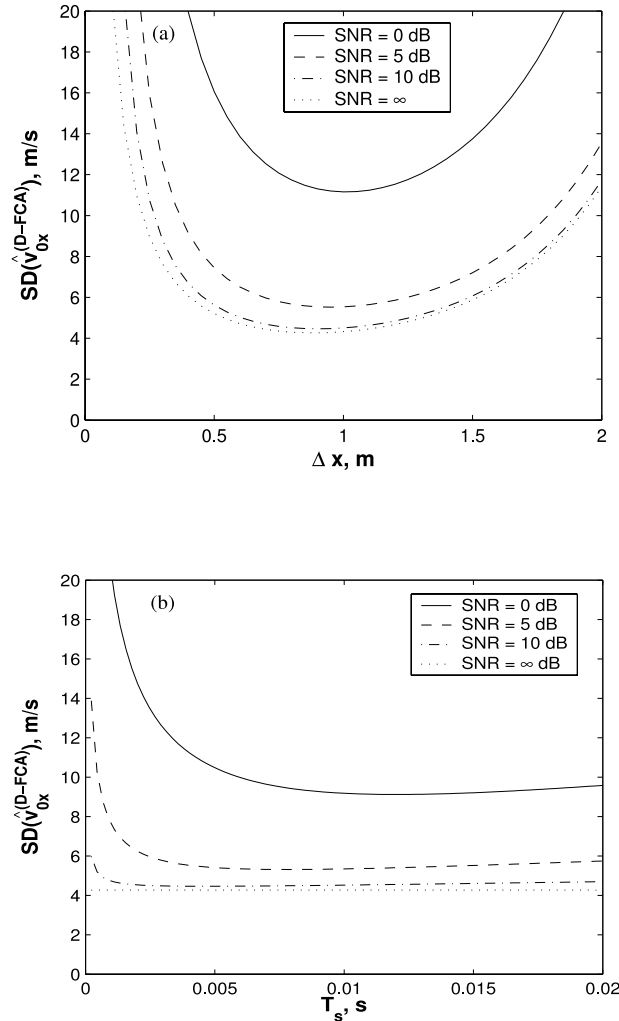 (a)
SNR = 0 dB
SNR = 5 dB
SNR = 10 dB
SNR = ∞
20
18
16
14
12
10
8
6
4
2
0
SD(v̂0x(D−FCA)), m/s
0
0.5
1
1.5
2
Δ x, m
(b)
SNR = 0 dB
SNR = 5 dB
SNR = 10 dB
SNR = ∞ dB
20
18
16
14
12
10
8
6
4
2
0
SD(v̂0x(D−FCA)), m/s
0
0.005
0.01
0.015
0.02
Ts, s